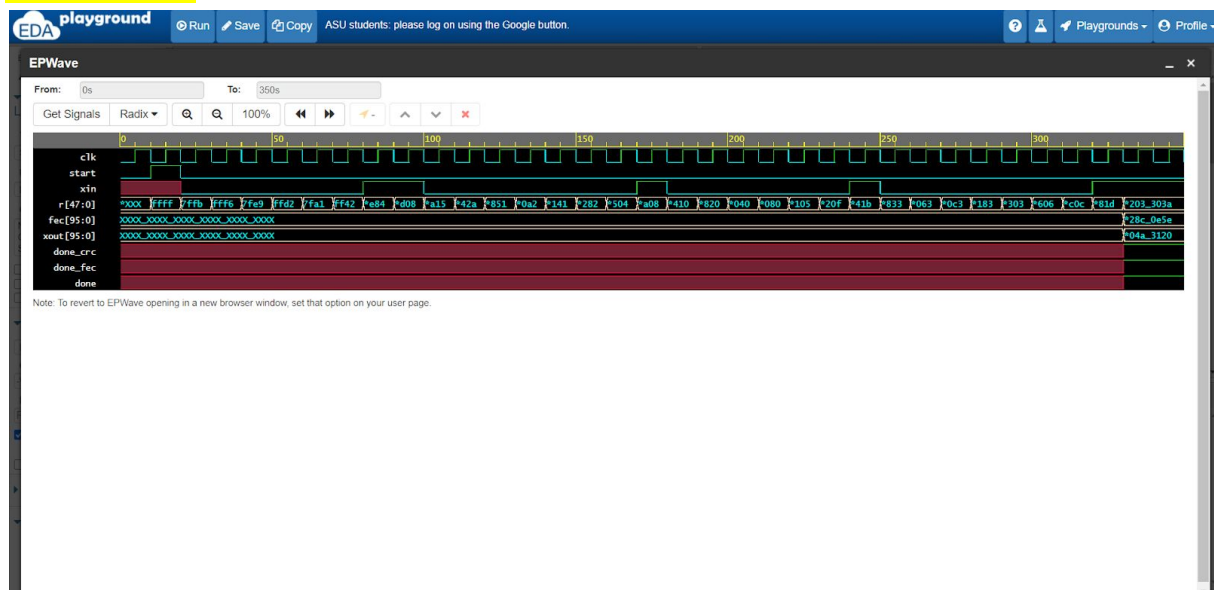 EDA playground Run Save Copy ASU students: please log on using the Google button. Playgrounds Profile
EPWave
From: 0s To: 350s
Get Signals Radix 100%
0 50 100 150 200 250 300
clk
start
xin
r[47:0] *XXX ffff 7ffb fff6 7fe9 ffd2 7fa1 ff42 *e84 *d08 *a15 *42a *851 *0a2 *141 *282 *504 *a08 *410 *820 *040 *080 *105 *20f *41b *833 *063 *0c3 *183 *303 *606 *c0c *81d *203_303a
fec[95:0] XXXX_XXXX_XXXX_XXXX_XXXX_XXXX *28c_0e5e
xout[95:0] XXXX_XXXX_XXXX_XXXX_XXXX_XXXX *04a_3120
done_crc
done_fec
done
Note: To revert to EPWave opening in a new browser window, set that option on your user page.